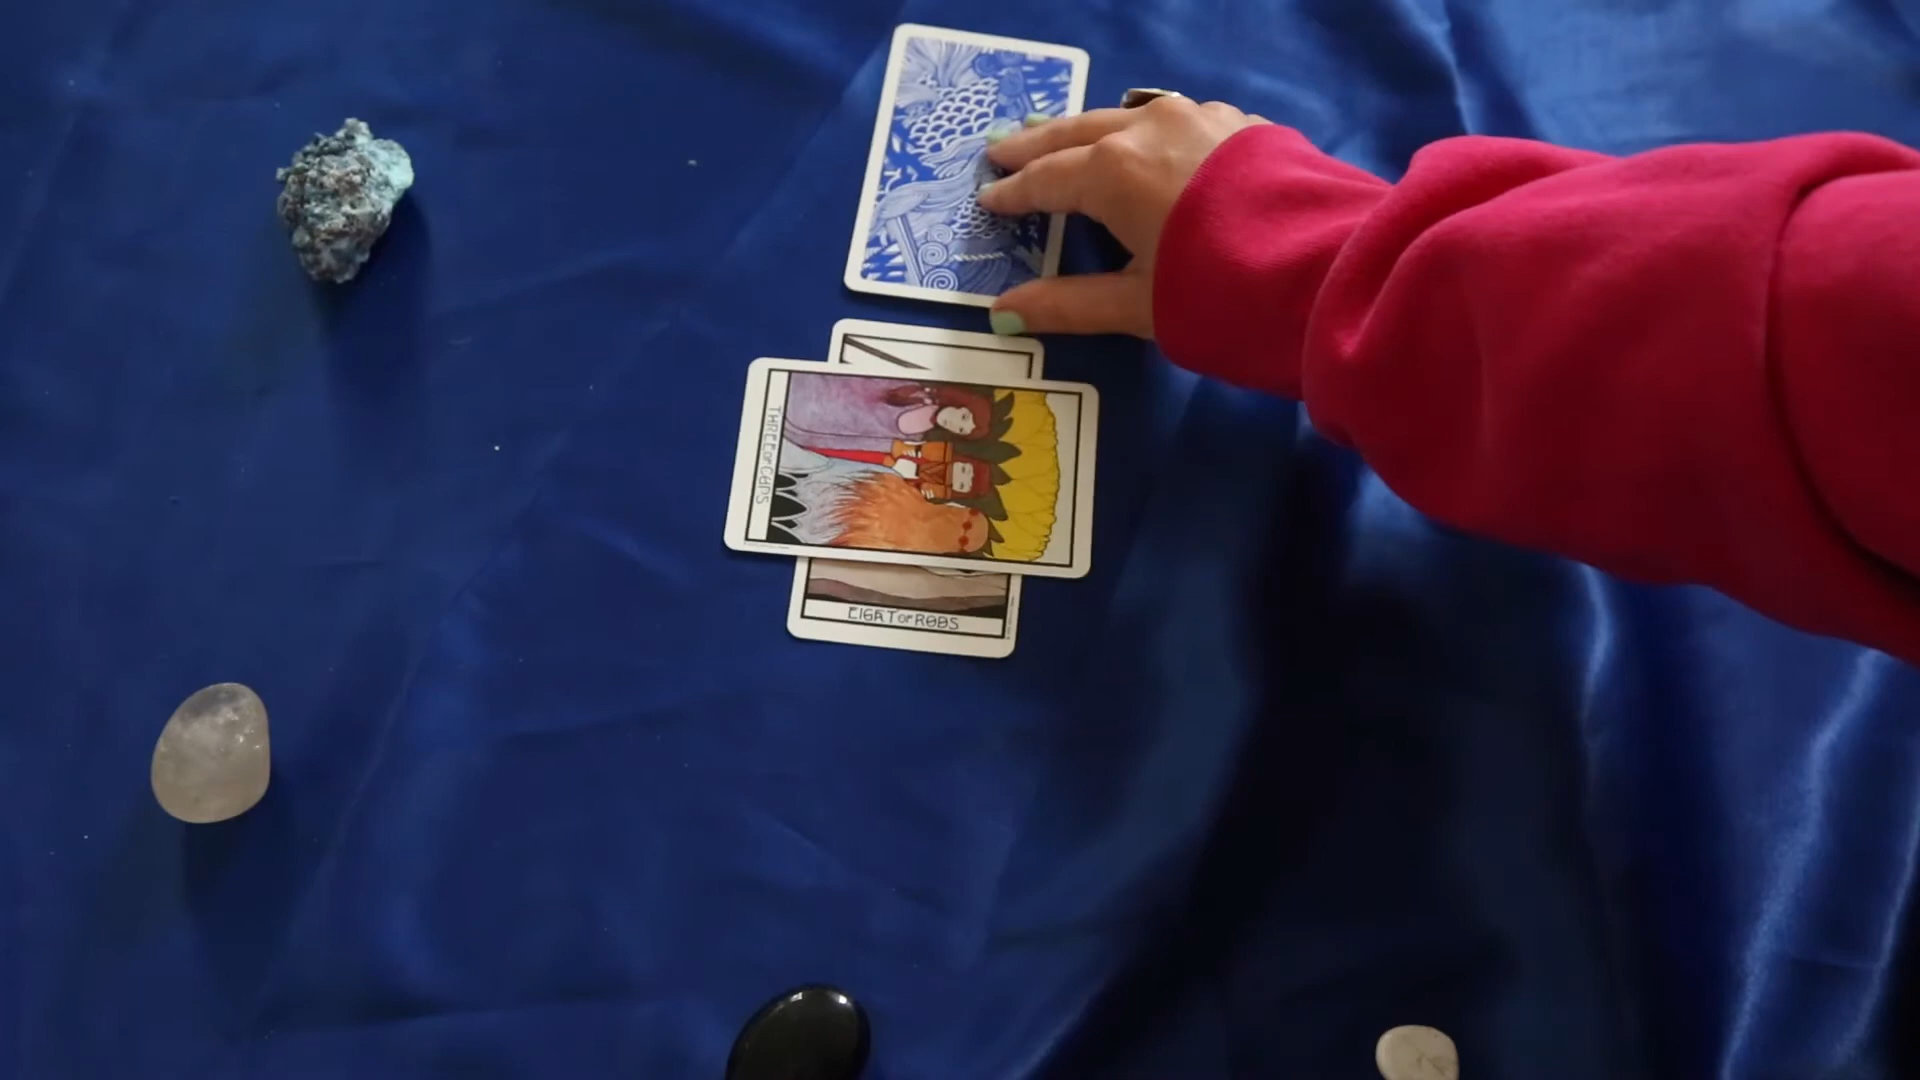 THREE OF CUPS
EIGHT OF RODS